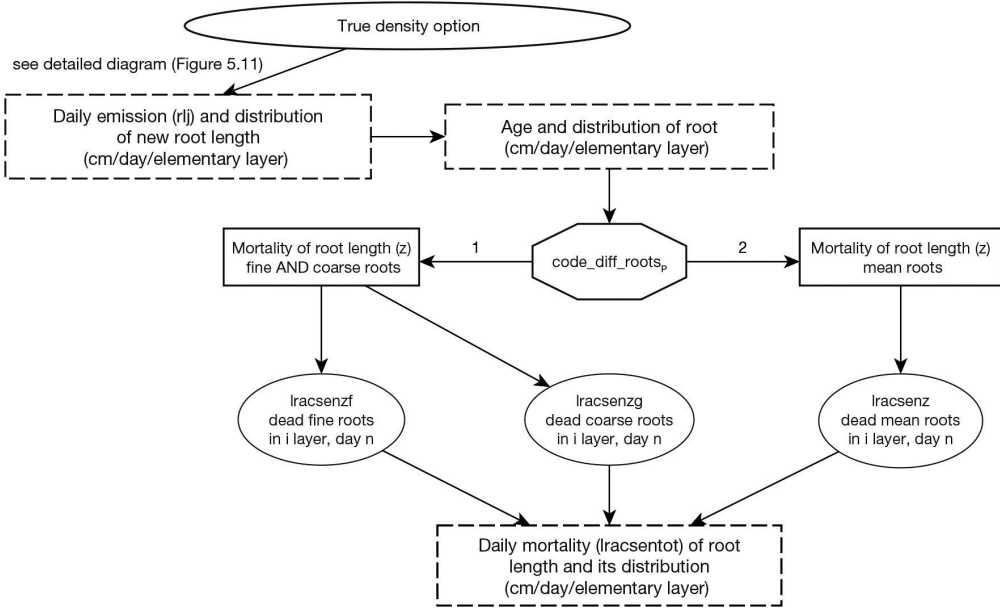 True density option
see detailed diagram (Figure 5.11)
Daily emission (rlj) and distribution
of new root length
(cm/day/elementary layer)
Age and distribution of root
(cm/day/elementary layer)
Mortality of root length (z)
fine AND coarse roots
1
code_diff_rootsP
2
Mortality of root length (z)
mean roots
lracsenzf
dead fine roots
in i layer, day n
lracsenzg
dead coarse roots
in i layer, day n
lracsenz
dead mean roots
in i layer, day n
Daily mortality (lracsentot) of root
length and its distribution
(cm/day/elementary layer)